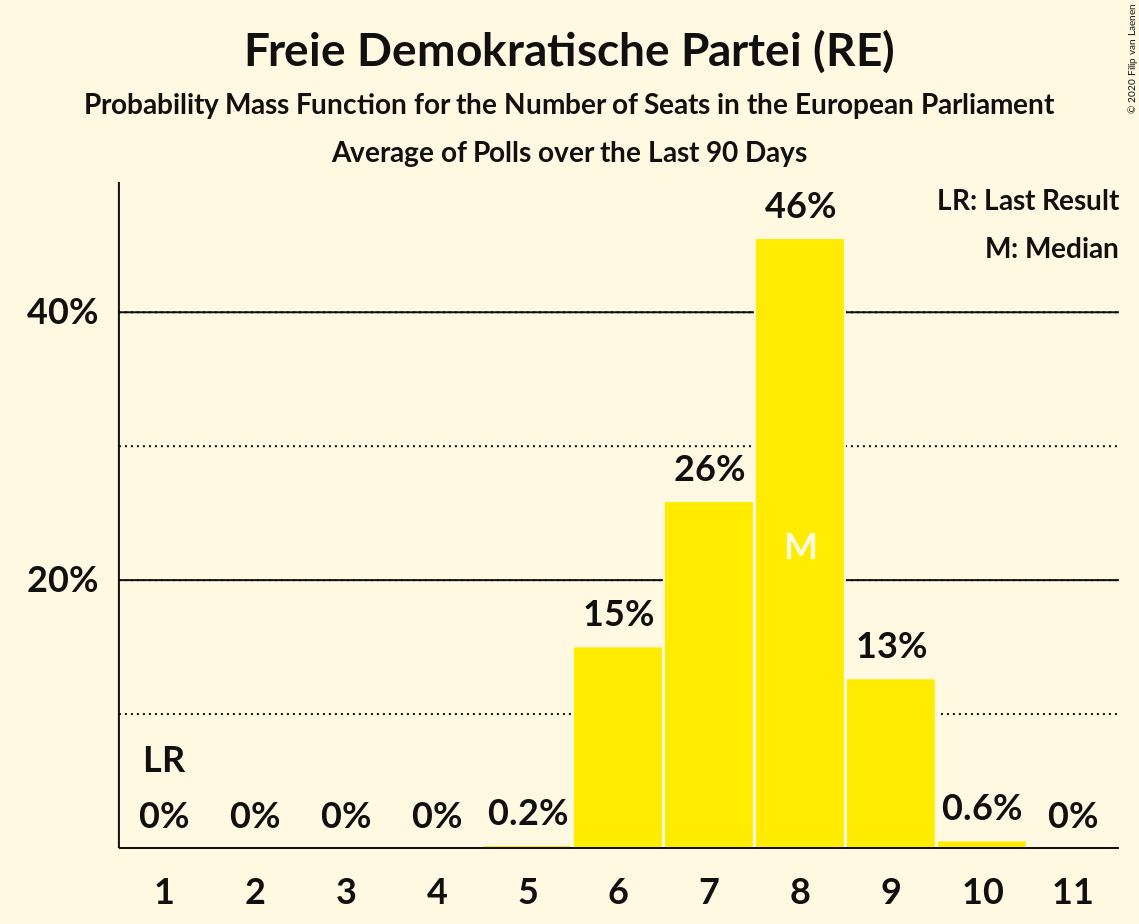 Freie Demokratische Partei (RE)
Probability Mass Function for the Number of Seats in the European Parliament
Average of Polls over the Last 90 Days
© 2020 Filip van Laenen
LR: Last Result
M: Median
46%
40%
26%
M
20%
15%
13%
LR
0% 0% 0% 0% 0.2% 0.6% 0%
1 2 3 4 5 6 7 8 9 10 11